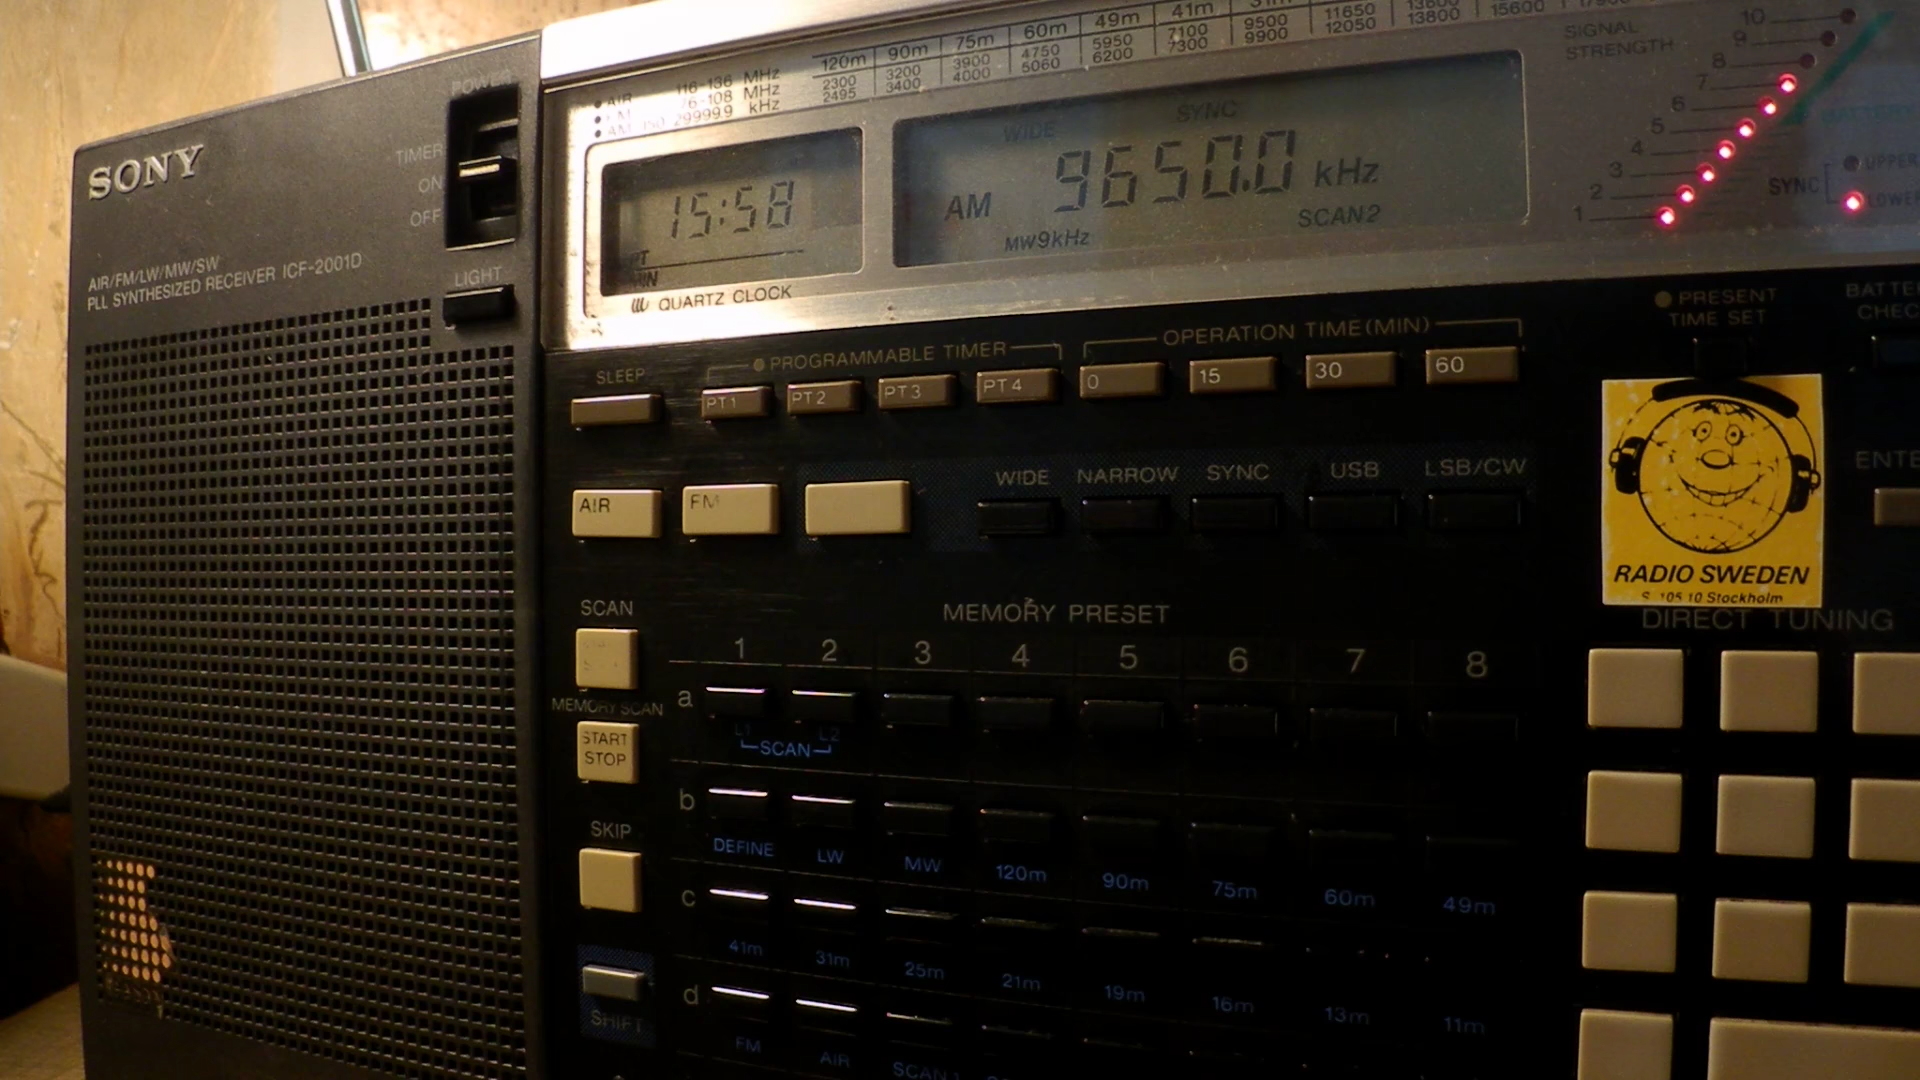 SONY
AIR/FM/LW/MW/SW
PLL SYNTHESIZED RECEIVER ICF-2001D
POWER
TIMER
ON
OFF
LIGHT
AIR 116-136 MHz
FM 76-108 MHz
AM 150 29999.9 kHz
120m 90m 75m 60m 49m 41m 31m
2300 3200 3900 4750 5950 7100 9500 11650 13600 15600
2495 3400 4000 5060 6200 7300 9900 12050 13800
15:58
QUARTZ CLOCK
WIDE SYNC
AM 9650.0 kHz
MW9kHz SCAN2
SIGNAL
STRENGTH
10
9
8
7
6
5
4
3
2
1
SYNC
UPPER
LOWER
PRESENT
TIME SET
SLEEP
PROGRAMMABLE TIMER
OPERATION TIME(MIN)
PT1 PT2 PT3 PT4 0 15 30 60
AIR FM
WIDE NARROW SYNC USB LSB/CW
RADIO SWEDEN
S 105 10 Stockholm
DIRECT TUNING
SCAN
MEMORY SCAN
START
STOP
SKIP
SHIFT
MEMORY PRESET
1 2 3 4 5 6 7 8
a
L1 L2
SCAN
b
DEFINE LW MW 120m 90m 75m 60m 49m
c
41m 31m 25m 21m 19m 16m 13m 11m
d
FM AIR SCAN 1